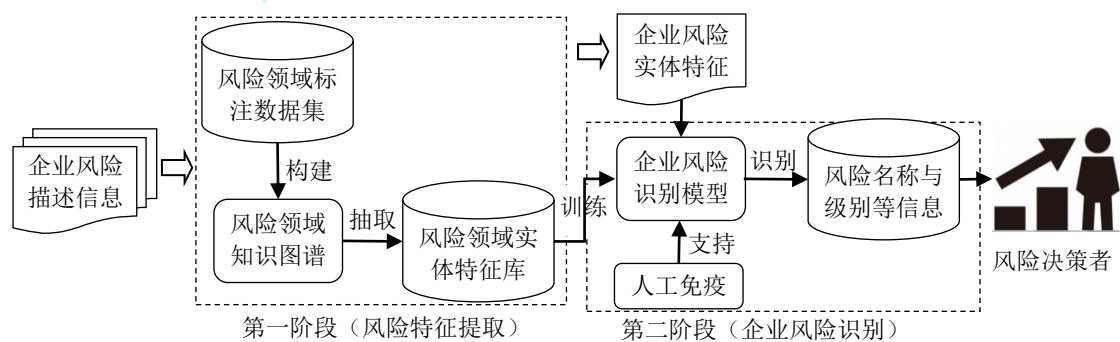 企业风险
描述信息
风险领域标
注数据集
构建
风险领域
知识图谱
抽取
风险领域实
体特征库
第一阶段（风险特征提取）
企业风险
实体特征
训练
企业风险
识别模型
支持
人工免疫
识别
风险名称与
级别等信息
第二阶段（企业风险识别）
风险决策者